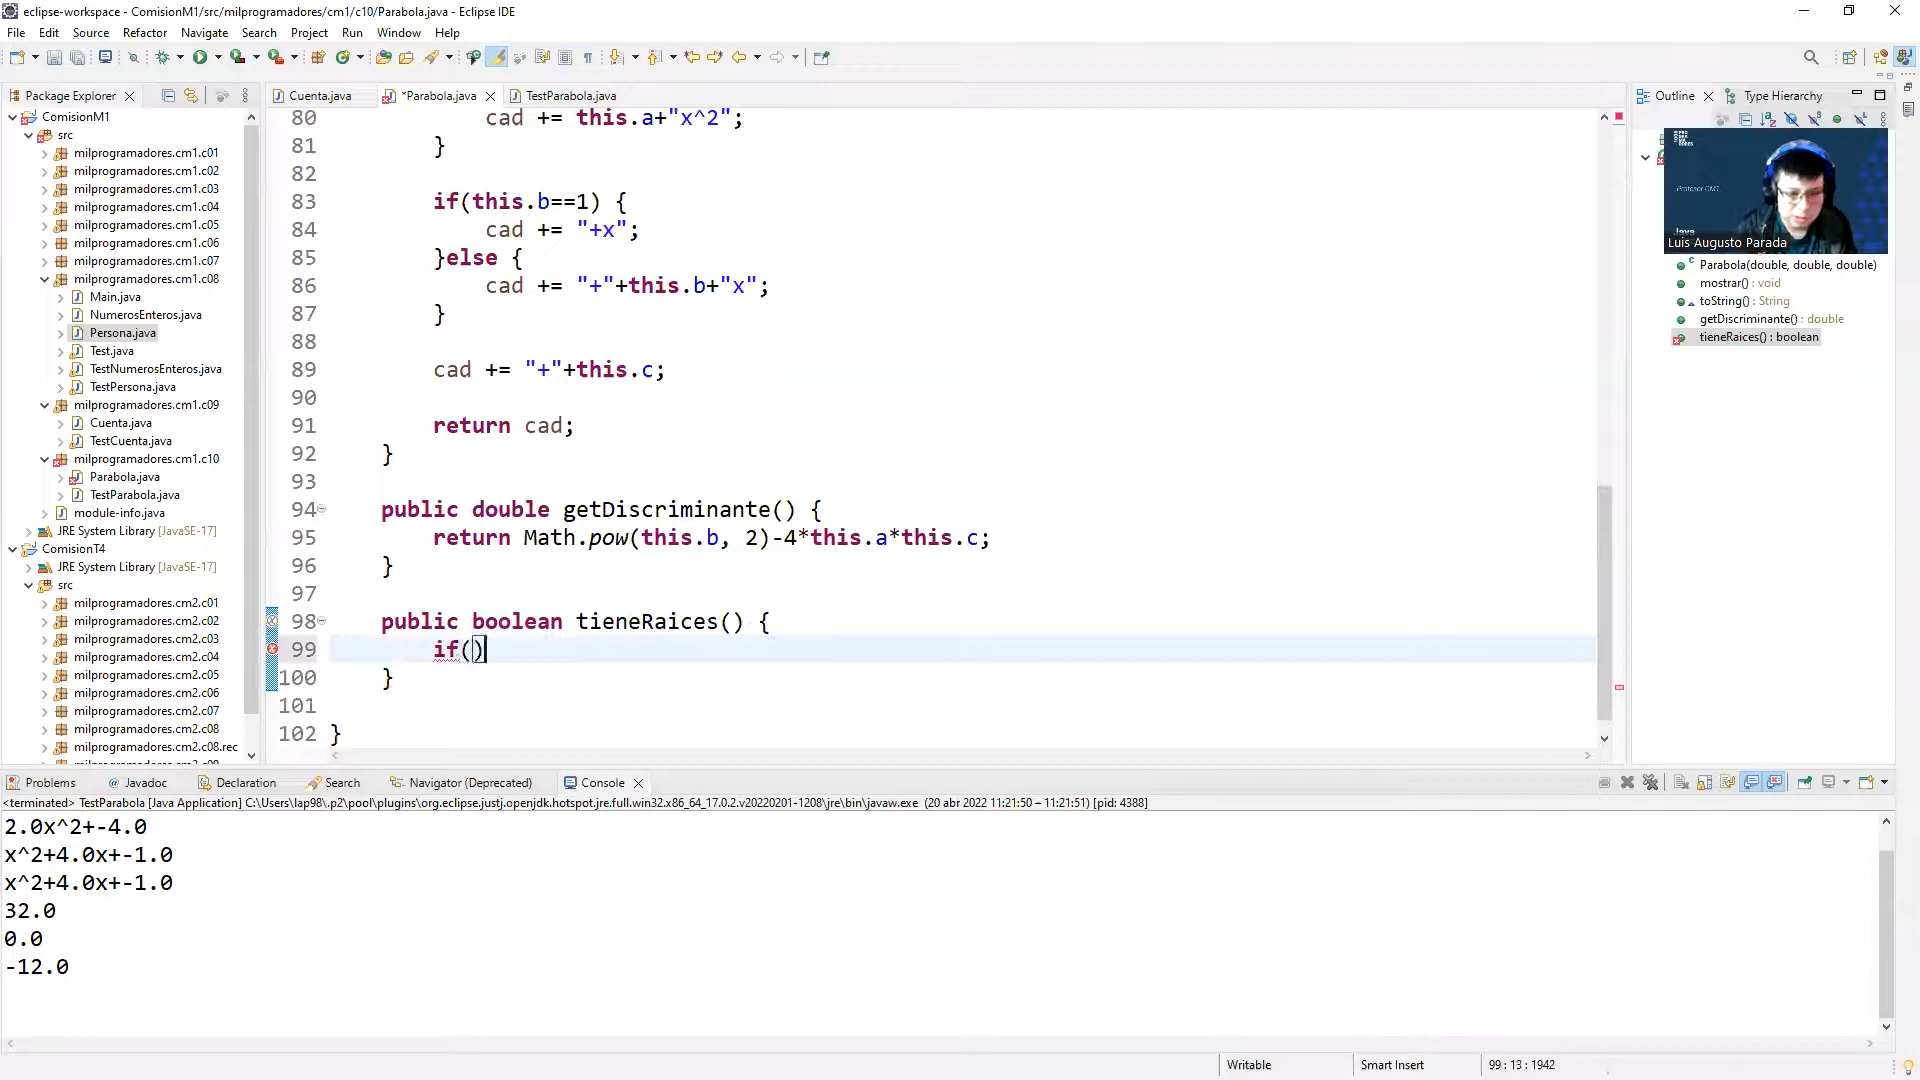 eclipse-workspace - ComisionM1/src/milprogramadores/cm1/c10/Parabola.java - Eclipse IDE
File Edit Source Refactor Navigate Search Project Run Window Help
Package Explorer
ComisionM1
src
milprogramadores.cm1.c01
milprogramadores.cm1.c02
milprogramadores.cm1.c03
milprogramadores.cm1.c04
milprogramadores.cm1.c05
milprogramadores.cm1.c06
milprogramadores.cm1.c07
milprogramadores.cm1.c08
Main.java
NumerosEnteros.java
Persona.java
Test.java
TestNumerosEnteros.java
TestPersona.java
milprogramadores.cm1.c09
Cuenta.java
TestCuenta.java
milprogramadores.cm1.c10
Parabola.java
TestParabola.java
module-info.java
JRE System Library [JavaSE-17]
ComisionT4
JRE System Library [JavaSE-17]
src
milprogramadores.cm2.c01
milprogramadores.cm2.c02
milprogramadores.cm2.c03
milprogramadores.cm2.c04
milprogramadores.cm2.c05
milprogramadores.cm2.c06
milprogramadores.cm2.c07
milprogramadores.cm2.c08
milprogramadores.cm2.c08.rec
Cuenta.java *Parabola.java TestParabola.java
80 cad += this.a+"x^2";
81 }
82
83 if(this.b==1) {
84 cad += "+x";
85 }else {
86 cad += "+"+this.b+"x";
87 }
88
89 cad += "+"+this.c;
90
91 return cad;
92 }
93
94 public double getDiscriminante() {
95 return Math.pow(this.b, 2)-4*this.a*this.c;
96 }
97
98 public boolean tieneRaices() {
99 if()
100 }
101
102 }
Outline Type Hierarchy
Profesor CM1
Java
Luis Augusto Parada
Parabola(double, double, double)
mostrar() : void
toString() : String
getDiscriminante() : double
tieneRaices() : boolean
Problems Javadoc Declaration Search Navigator (Deprecated) Console
<terminated> TestParabola [Java Application] C:\Users\lap98\.p2\pool\plugins\org.eclipse.justj.openjdk.hotspot.jre.full.win32.x86_64_17.0.2.v20220201-1208\jre\bin\javaw.exe (20 abr 2022 11:21:50 – 11:21:51) [pid: 4388]
2.0x^2+-4.0
x^2+4.0x+-1.0
x^2+4.0x+-1.0
32.0
0.0
-12.0
Writable Smart Insert 99 : 13 : 1942